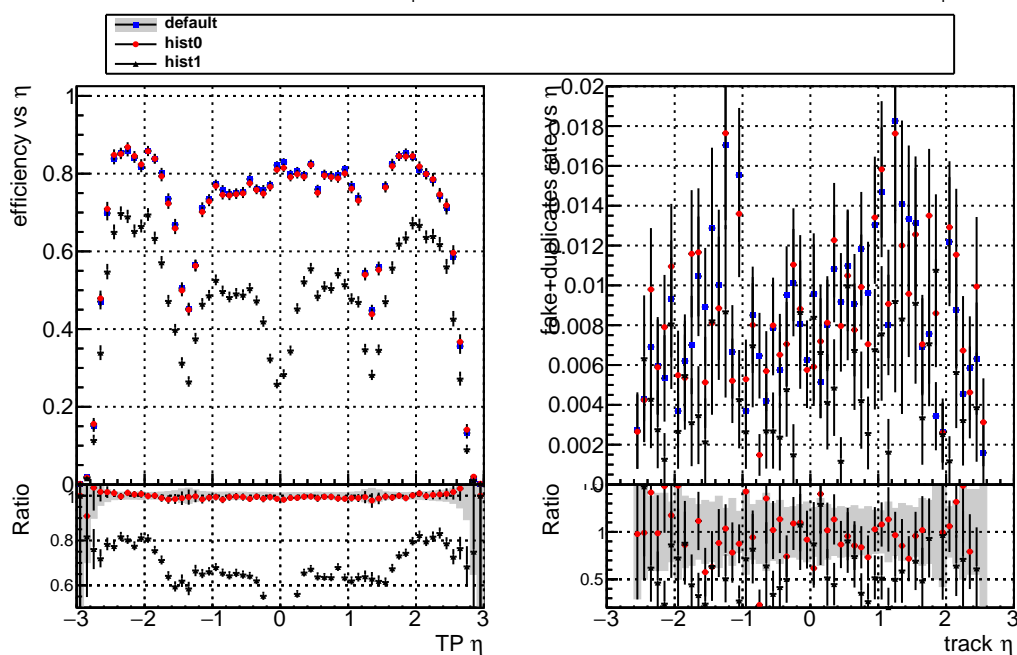 default
hist0
hist1
efficiency vs η
1
0.8
0.6
0.4
0.2
0
Ratio
1
0.8
0.6
−3 −2 −1 0 1 2 3
TP η
fake+duplicates rate vs η
0.02
0.018
0.016
0.014
0.012
0.01
0.008
0.006
0.004
0.002
0
Ratio
1
0.5
−3 −2 −1 0 1 2 3
track η